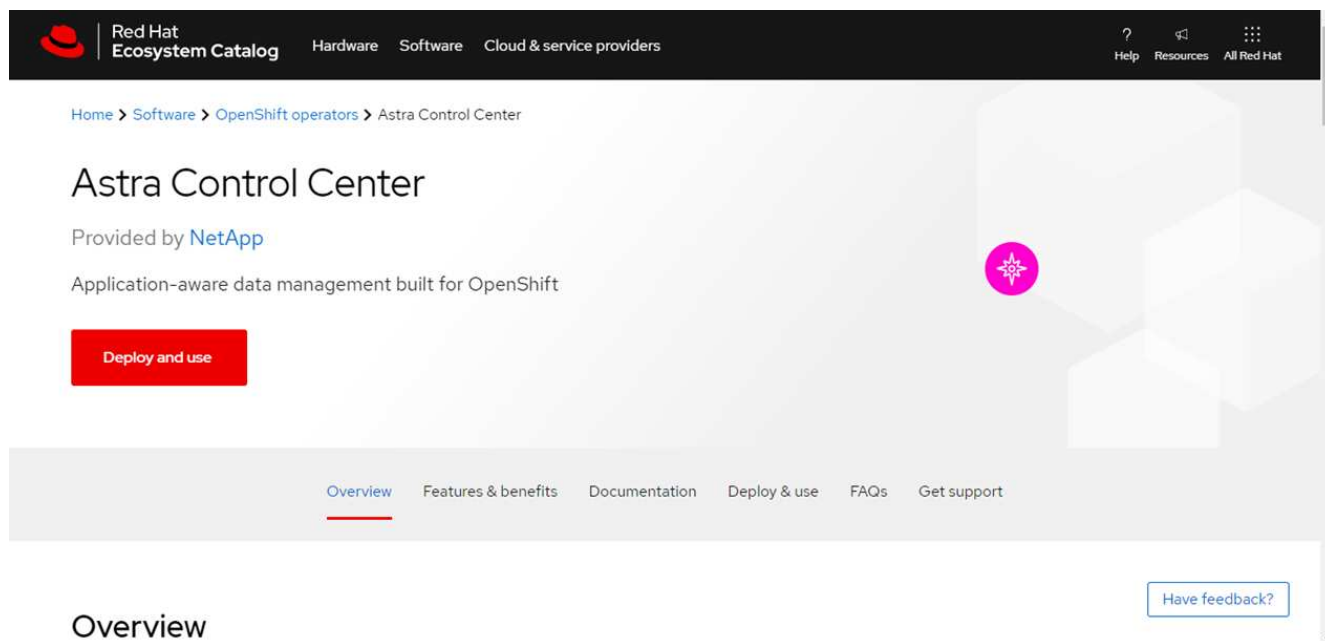 Red Hat
Ecosystem Catalog
Hardware Software Cloud & service providers
? Help Resources All Red Hat
Home > Software > OpenShift operators > Astra Control Center
Astra Control Center
Provided by NetApp
Application-aware data management built for OpenShift
Deploy and use
Overview Features & benefits Documentation Deploy & use FAQs Get support
Have feedback?
Overview